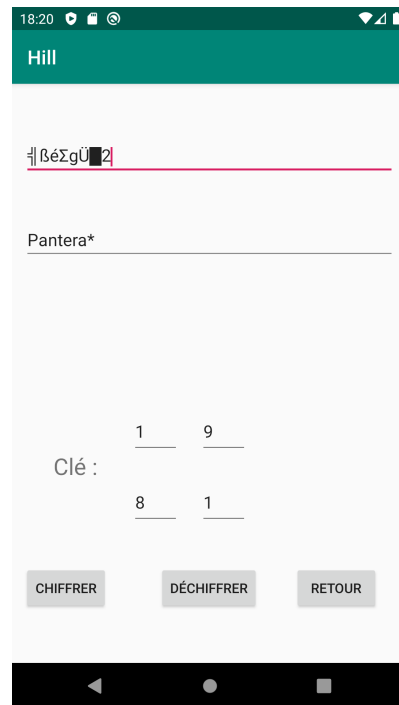 18:20
Hill
╣ßéΣgÜ█2
Pantera*
1 9
Clé :
8 1
CHIFFRER DÉCHIFFRER RETOUR